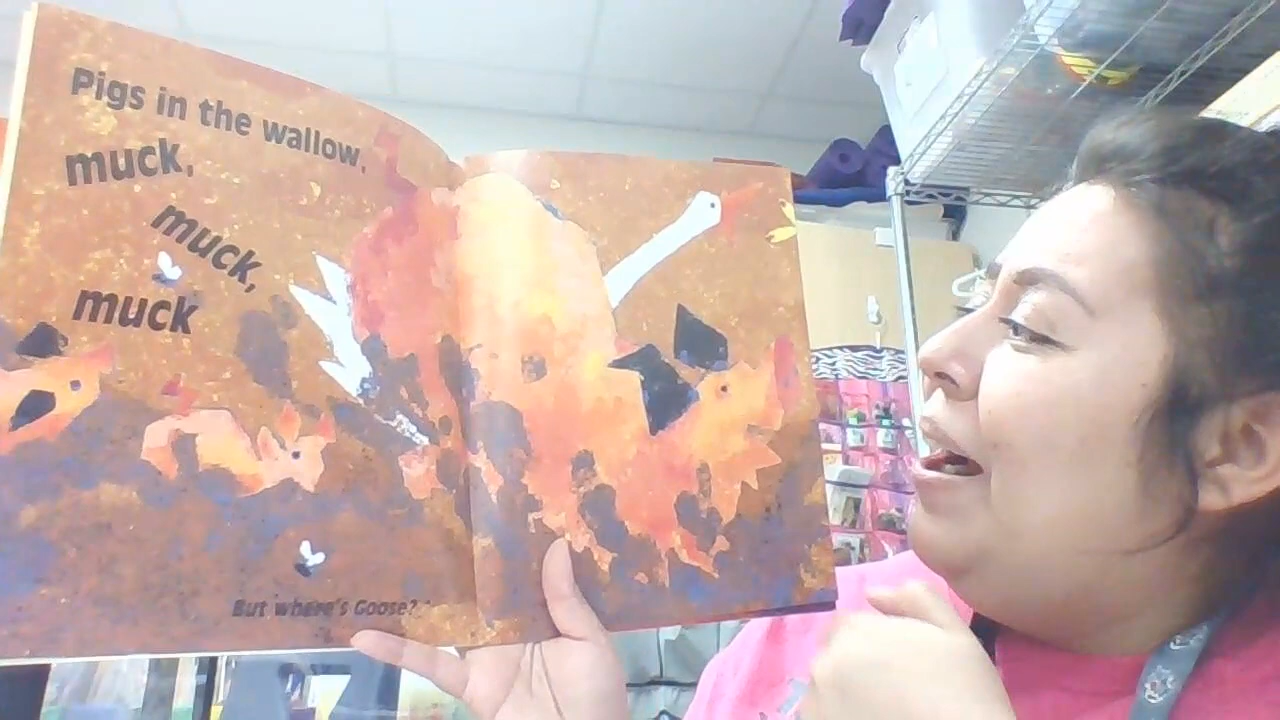 Pigs in the wallow,
muck,
muck,
muck
But where's Goose?